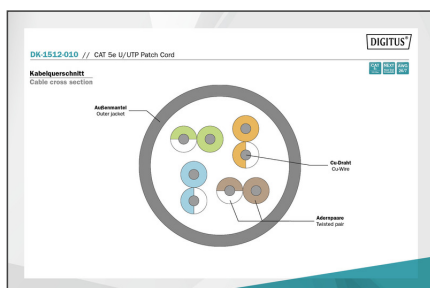 DIGITUS®
DK-1512-010 // CAT 5e U/UTP Patch Cord
Kabelquerschnitt
Cable cross section
Außenmantel
Outer jacket
Cu-Draht
Cu-Wire
Adernpaare
Twisted pair